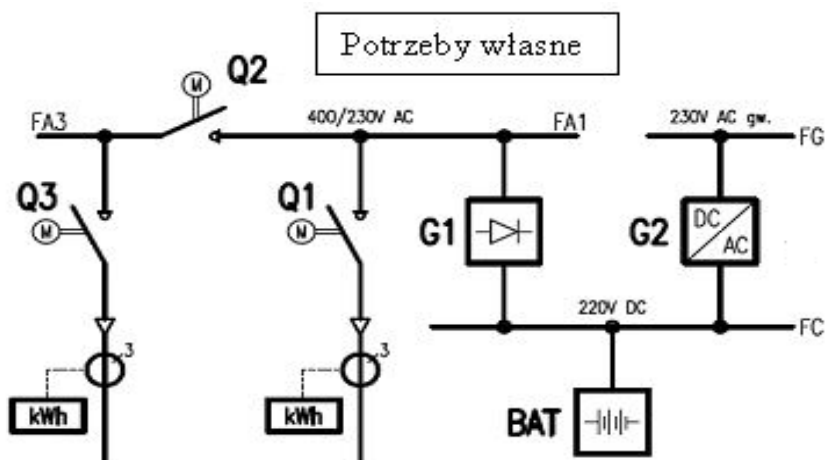 Potrzeby własne
Q2
M
FA3
400/230V AC
FA1
230V AC gw.
FG
Q3
M
Q1
M
G1
G2
DC
AC
220V DC
FC
3
kWh
3
kWh
BAT